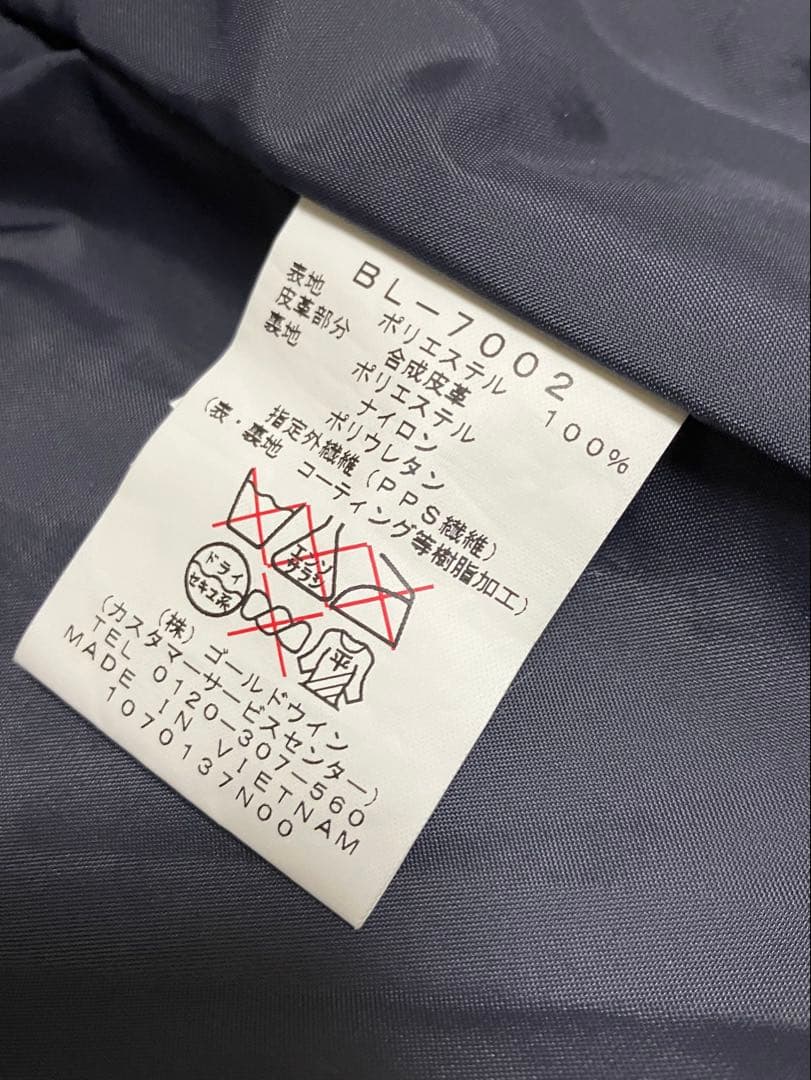 BL-7002
表地 ポリエステル 100%
皮革部分 合成皮革
裏地 ポリエステル
ナイロン
ポリウレタン
指定外繊維(PPS繊維)
(表・裏地 コーティング等樹脂加工)
エンソ
サラシ
ドライ
セキユ系
平
(株)ゴールドウイン
(カスタマーサービスセンター)
TEL 0120-307-560
MADE IN VIETNAM
1070137N00